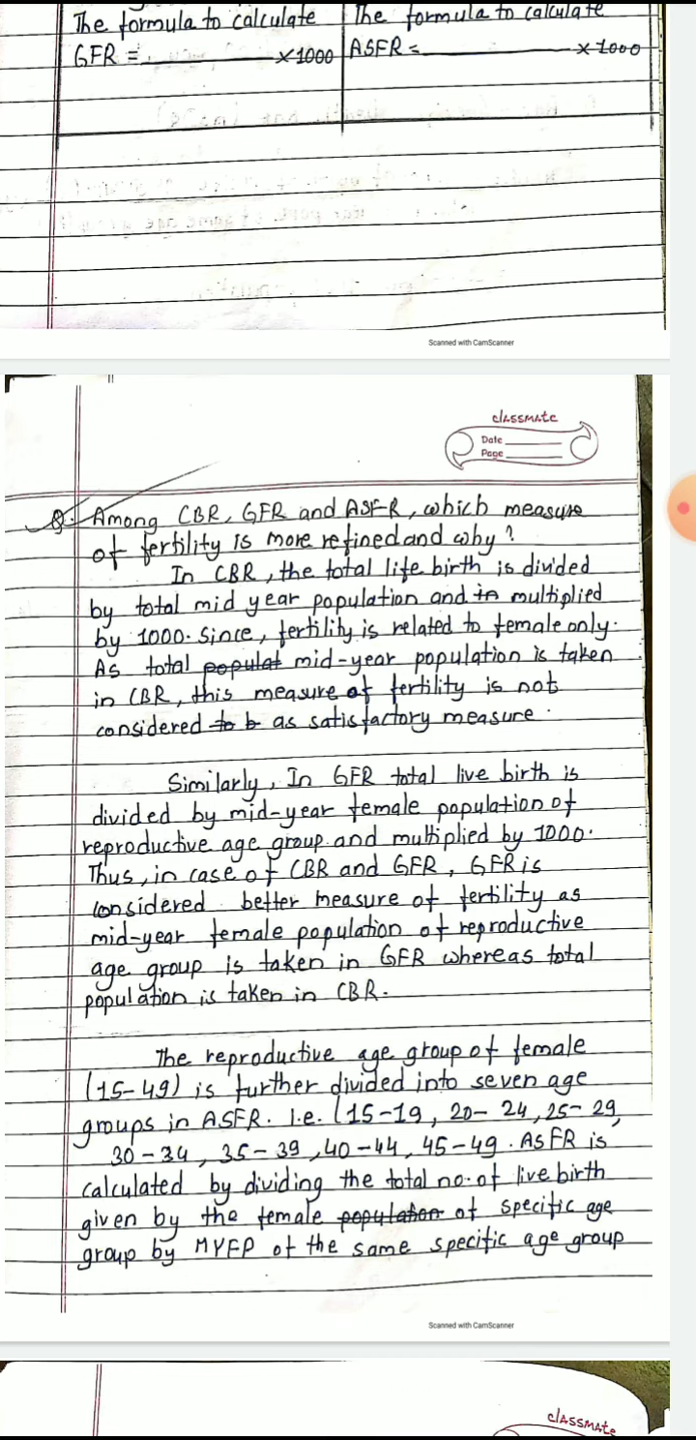 The formula to calculate
GFR = ________ ×1000
The formula to calculate
ASFR = ________ ×1000
Scanned with CamScanner
classmate
Date
Page
Q. Among CBR, GFR and ASFR, which measure
of fertility is more refined and why?
In CBR, the total life birth is divided
by total mid year population and in multiplied
by 1000. Since, fertility is related to female only.
As total populat mid-year population is taken
in CBR, this measure of fertility is not
considered to b as satisfactory measure.
Similarly, In GFR total live birth is
divided by mid-year female population of
reproductive age group and multiplied by 1000.
Thus, in case of CBR and GFR, GFR is
considered better measure of fertility as
mid-year female population of reproductive
age group is taken in GFR whereas total
population is taken in CBR.
The reproductive age group of female
(15-49) is further divided into seven age
groups in ASFR. i.e. (15-19, 20-24, 25-29,
30-34, 35-39, 40-44, 45-49. ASFR is
calculated by dividing the total no. of live birth
given by the female population of specific age
group by MYFP of the same specific age group
Scanned with CamScanner
classmate